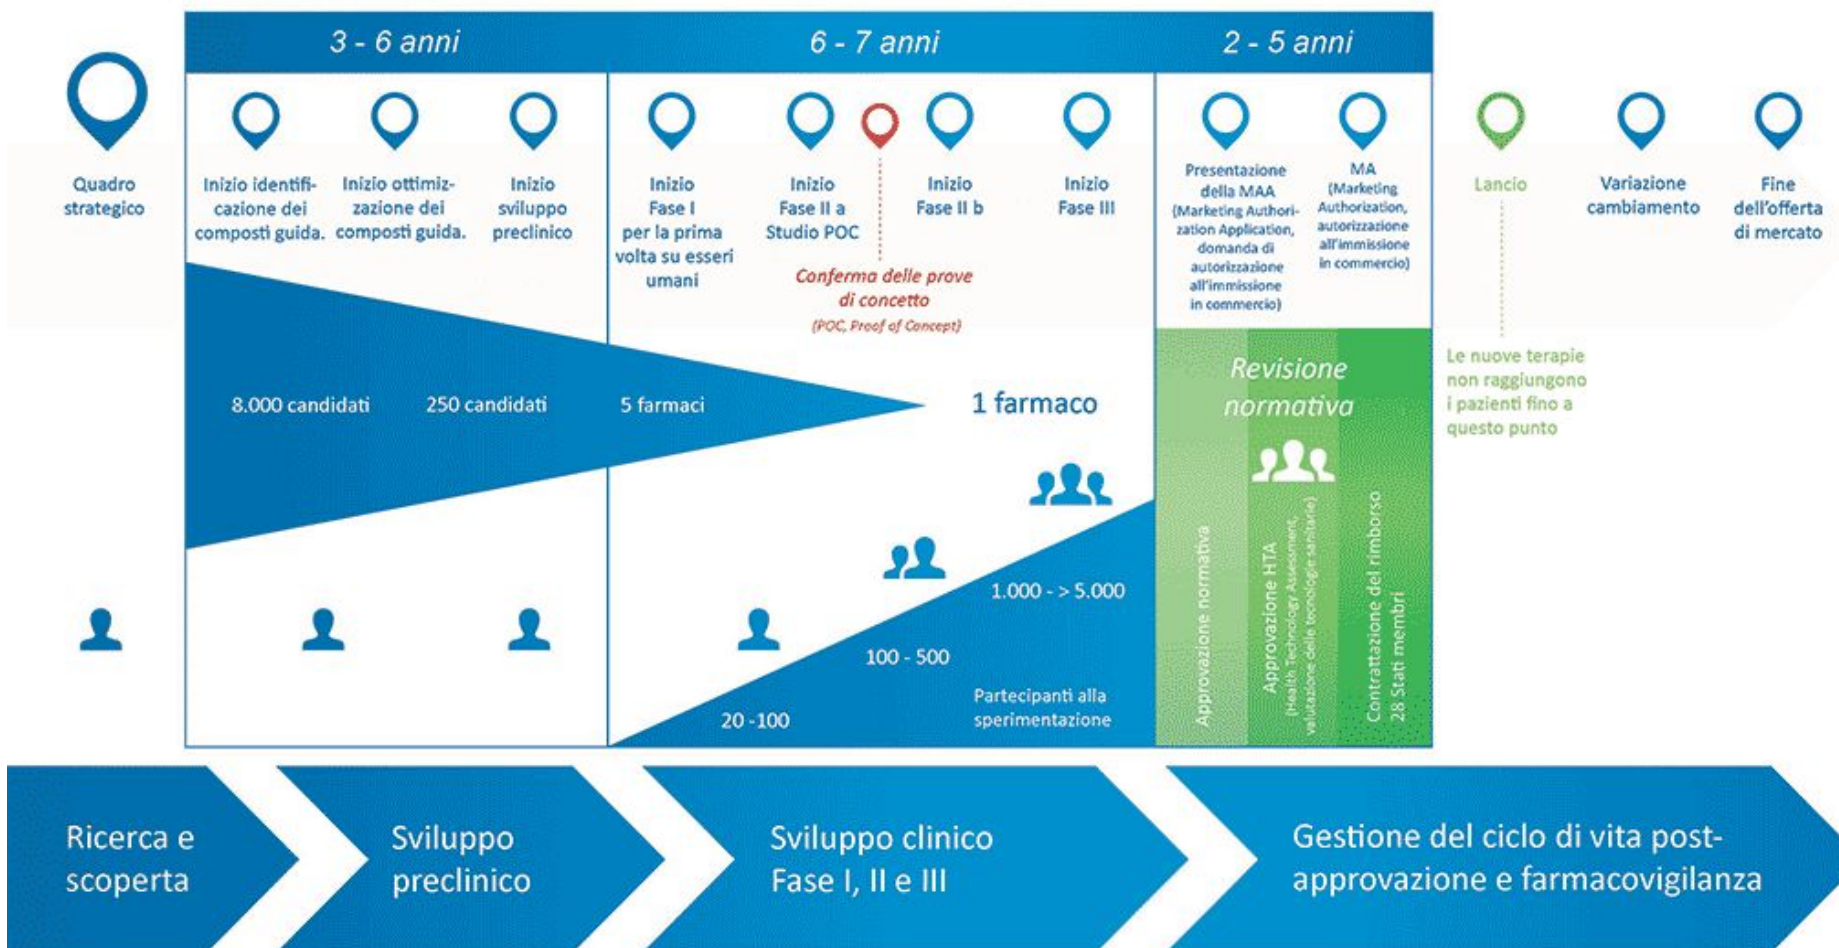 3 - 6 anni
6 - 7 anni
2 - 5 anni
Quadro
strategico
Inizio identifi-
cazione dei
composti guida.
Inizio ottimiz-
zazione dei
composti guida.
Inizio
sviluppo
preclinico
Inizio
Fase I
per la prima
volta su esseri
umani
Inizio
Fase II a
Studio POC
Conferma delle prove
di concetto
(POC, Proof of Concept)
Inizio
Fase II b
Inizio
Fase III
Presentazione
della MAA
(Marketing Authori-
zation Application,
domanda di
autorizzazione
all'immissione
in commercio)
MA
(Marketing
Authorization,
autorizzazione
all'immissione
in commercio)
Lancio
Variazione
cambiamento
Fine
dell'offerta
di mercato
Le nuove terapie
non raggiungono
i pazienti fino a
questo punto
8.000 candidati
250 candidati
5 farmaci
1 farmaco
Revisione
normativa
20 -100
100 - 500
1.000 - > 5.000
Partecipanti alla
sperimentazione
Approvazione normativa
Approvazione HTA
(Health Technology Assessment,
valutazione delle tecnologie sanitarie)
Contrattazione del rimborso
28 Stati membri
Ricerca e
scoperta
Sviluppo
preclinico
Sviluppo clinico
Fase I, II e III
Gestione del ciclo di vita post-
approvazione e farmacovigilanza